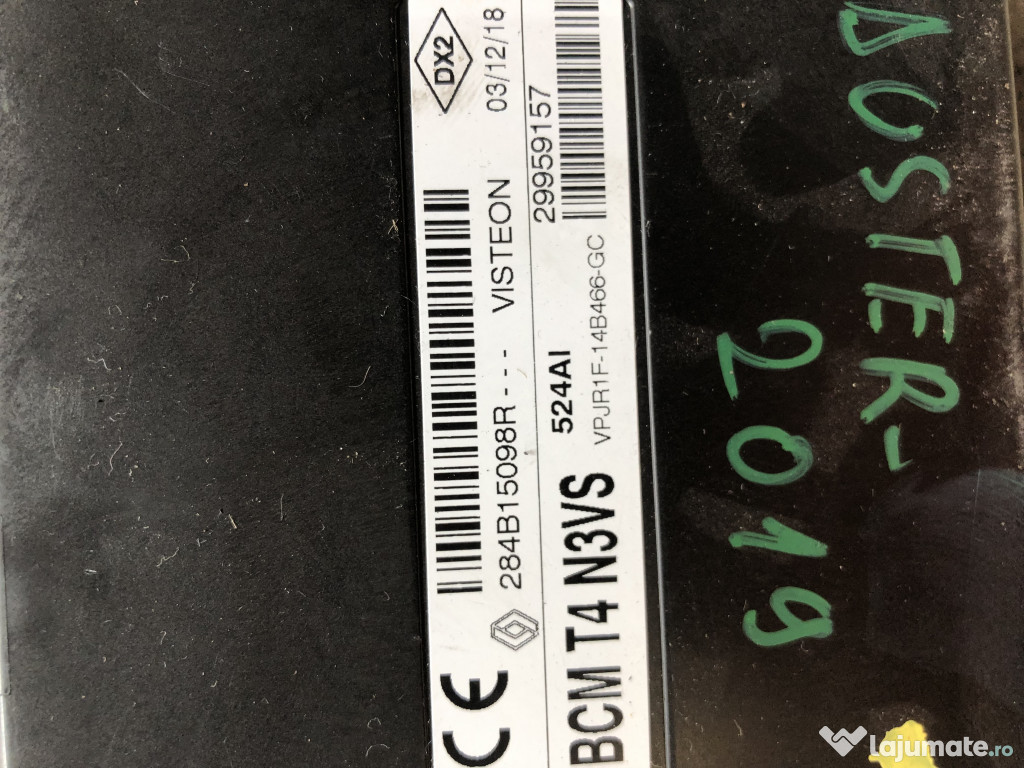 DX2
03/12/18
284B15098R--- VISTEON
29959157
BCM T4 N3VS
524AI
VPJR1F-14B466-GC
CE
DUSTER-
2019
Lajumate.ro